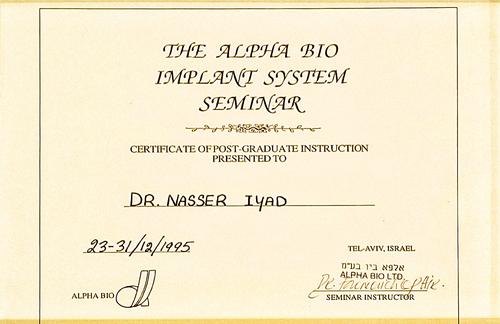 THE ALPHA BIO
IMPLANT SYSTEM
SEMINAR
CERTIFICATE OF POST-GRADUATE INSTRUCTION
PRESENTED TO
DR. NASSER IYAD
23-31/12/1995
TEL-AVIV, ISRAEL
אלפא ביו בע"מ
ALPHA BIO LTD.
ALPHA BIO
SEMINAR INSTRUCTOR